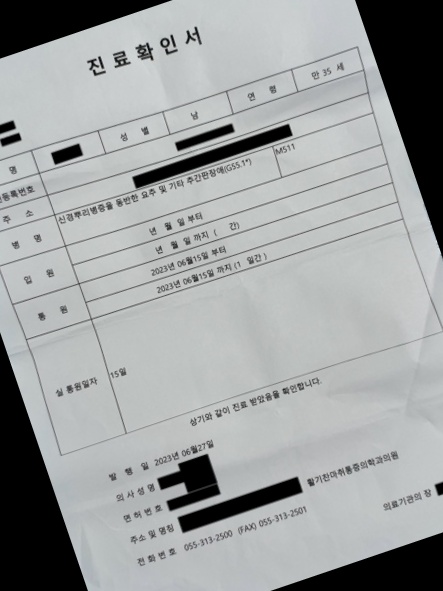 진료확인서
명 성 별 남 연 령 만 35 세
등록번호
주 소
병 명 신경뿌리병증을 동반한 요추 및 기타 추간판장애(G55.1*) M511
입 원 년 월 일 부터
년 월 일 까지 ( 간)
통 원 2023년 06월15일 부터
2023년 06월15일 까지 (1 일간 )
실 통원일자 15일
상기와 같이 진료 받았음을 확인합니다.
발 행 일 2023년 06월27일
의 사 성 명
면 허 번 호
주소 및 명칭 활기찬마취통증의학과의원
전 화 번 호 055-313-2500 (FAX) 055-313-2501
의료기관의 장